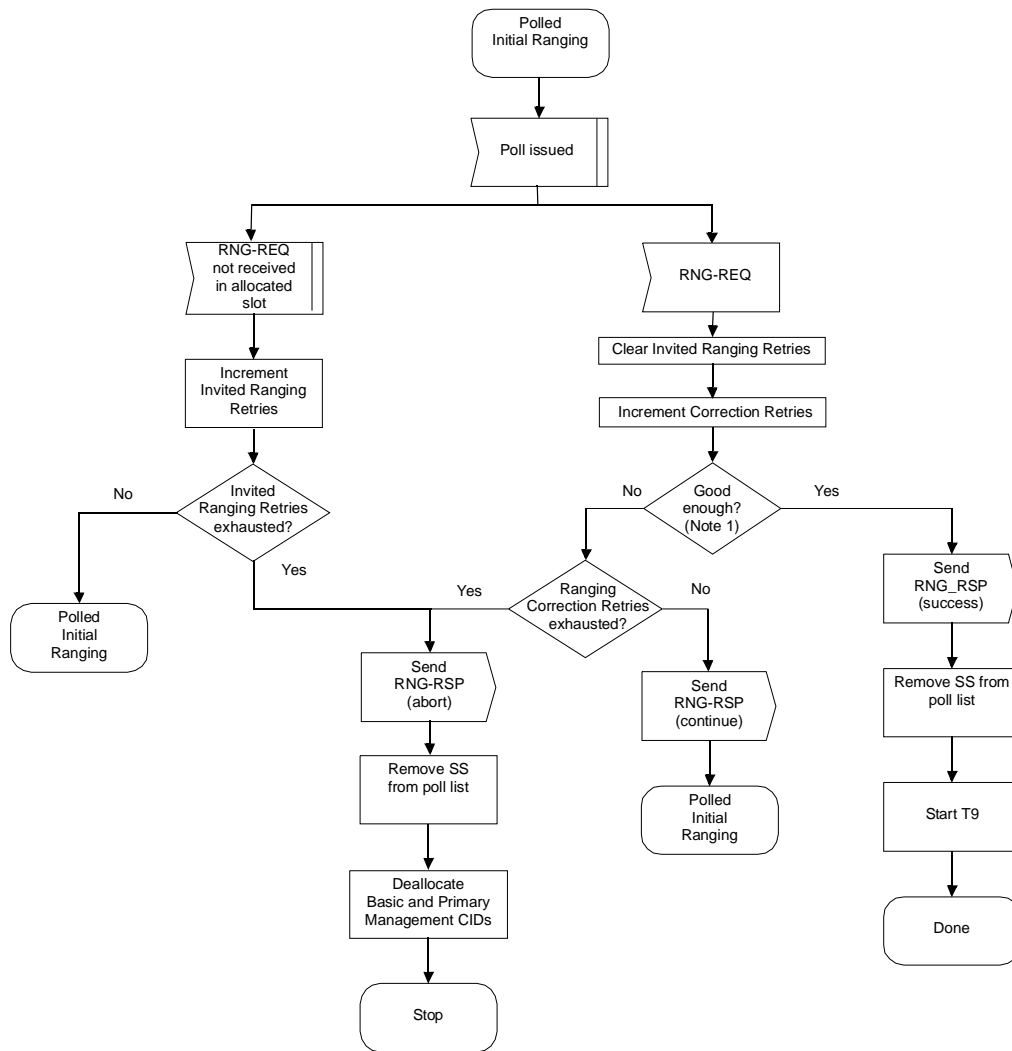 Polled
Initial Ranging
Poll issued
RNG-REQ
not received
in allocated
slot
RNG-REQ
Increment
Invited Ranging
Retries
Clear Invited Ranging Retries
Increment Correction Retries
No
Invited
Ranging Retries
exhausted?
Yes
No
Good
enough?
(Note 1)
Yes
Polled
Initial
Ranging
Yes
Ranging
Correction Retries
exhausted?
No
Send
RNG_RSP
(success)
Send
RNG-RSP
(abort)
Send
RNG-RSP
(continue)
Remove SS from
poll list
Remove SS
from poll list
Polled
Initial
Ranging
Start T9
Deallocate
Basic and Primary
Management CIDs
Done
Stop